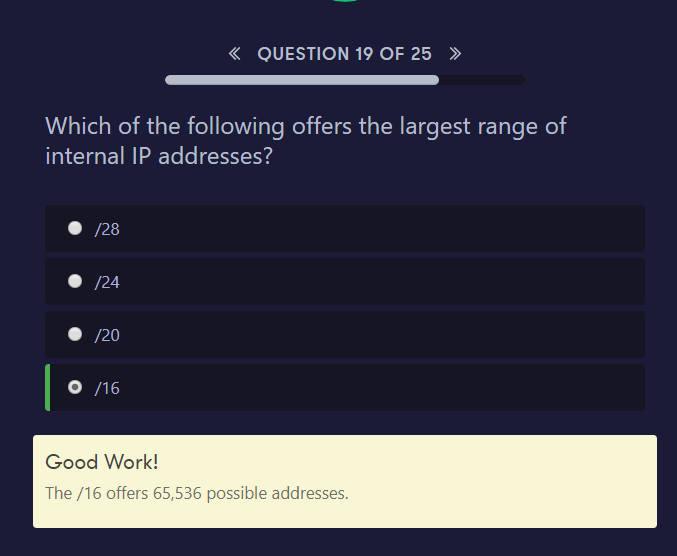 « QUESTION 19 OF 25 »
Which of the following offers the largest range of
internal IP addresses?
/28
/24
/20
/16
Good Work!
The /16 offers 65,536 possible addresses.